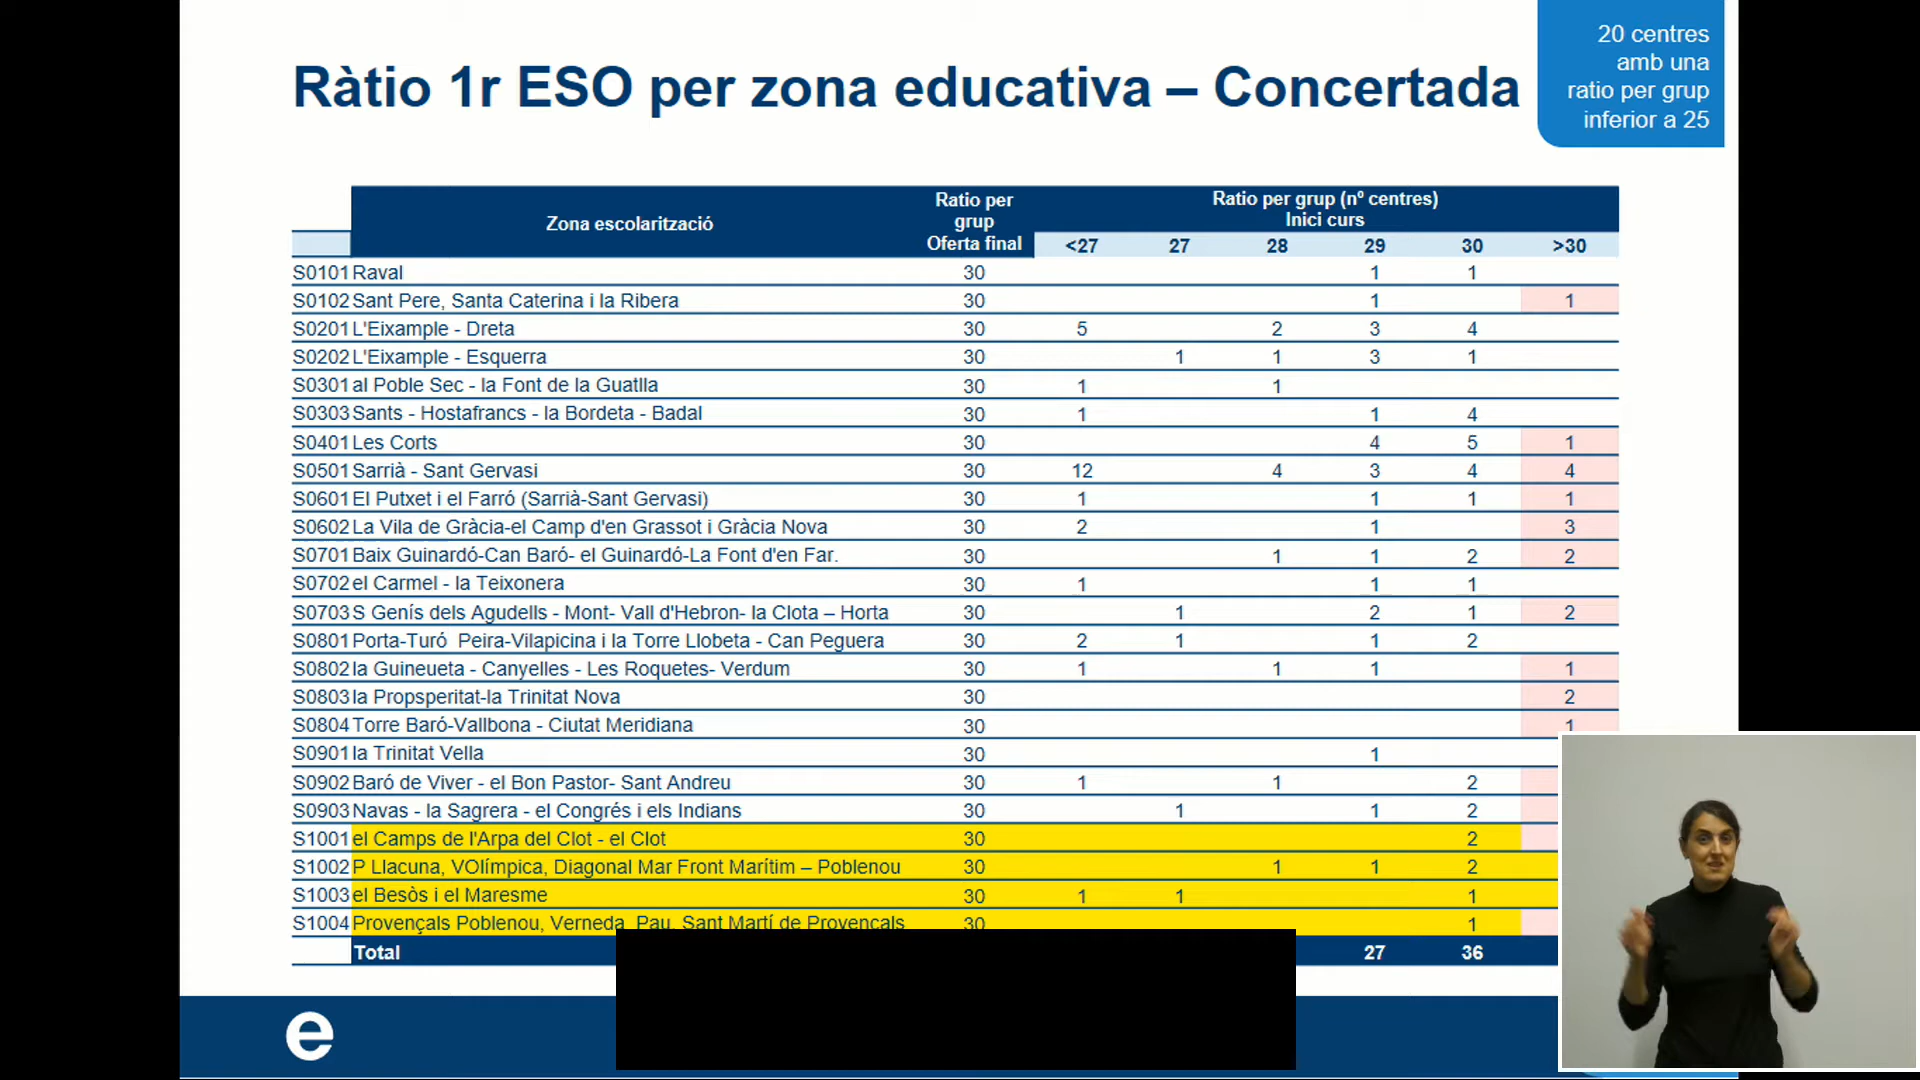 Ràtio 1r ESO per zona educativa – Concertada
20 centres
amb una
ratio per grup
inferior a 25
Zona escolarització
Ratio per
grup
Oferta final
Ratio per grup (nº centres)
Inici curs
<27 27 28 29 30 >30
S0101 Raval 30 1 1
S0102 Sant Pere, Santa Caterina i la Ribera 30 1 1
S0201 L'Eixample - Dreta 30 5 2 3 4
S0202 L'Eixample - Esquerra 30 1 1 3 1
S0301 al Poble Sec - la Font de la Guatlla 30 1 1
S0303 Sants - Hostafrancs - la Bordeta - Badal 30 1 1 4
S0401 Les Corts 30 4 5 1
S0501 Sarrià - Sant Gervasi 30 12 4 3 4 4
S0601 El Putxet i el Farró (Sarrià-Sant Gervasi) 30 1 1 1 1
S0602 La Vila de Gràcia-el Camp d'en Grassot i Gràcia Nova 30 2 1 3
S0701 Baix Guinardó-Can Baró- el Guinardó-La Font d'en Far. 30 1 1 2 2
S0702 el Carmel - la Teixonera 30 1 1 1
S0703 S Genís dels Agudells - Mont- Vall d'Hebron- la Clota – Horta 30 1 2 1 2
S0801 Porta-Turó Peira-Vilapicina i la Torre Llobeta - Can Peguera 30 2 1 1 2
S0802 la Guineueta - Canyelles - Les Roquetes- Verdum 30 1 1 1 1
S0803 la Propsperitat-la Trinitat Nova 30 2
S0804 Torre Baró-Vallbona - Ciutat Meridiana 30 1
S0901 la Trinitat Vella 30 1
S0902 Baró de Viver - el Bon Pastor- Sant Andreu 30 1 1 2
S0903 Navas - la Sagrera - el Congrés i els Indians 30 1 1 2
S1001 el Camps de l'Arpa del Clot - el Clot 30 2
S1002 P Llacuna, VOlímpica, Diagonal Mar Front Marítim – Poblenou 30 1 1 2
S1003 el Besòs i el Maresme 30 1 1 1
S1004 Provençals Poblenou, Verneda, Pau, Sant Martí de Provençals 30 1
Total 27 36
e